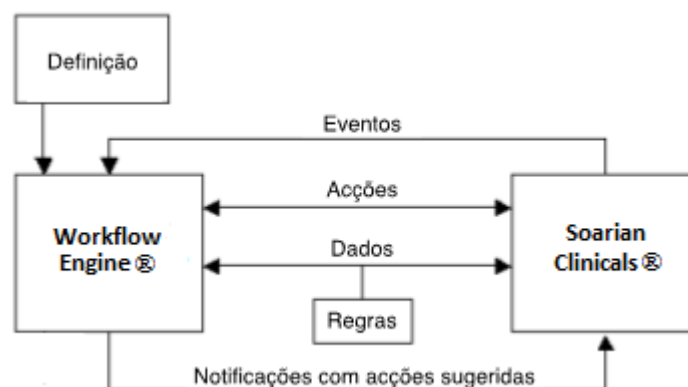 Definição
Eventos
Acções
Workflow
Engine®
Soarian
Clinicals®
Dados
Regras
Notificações com acções sugeridas